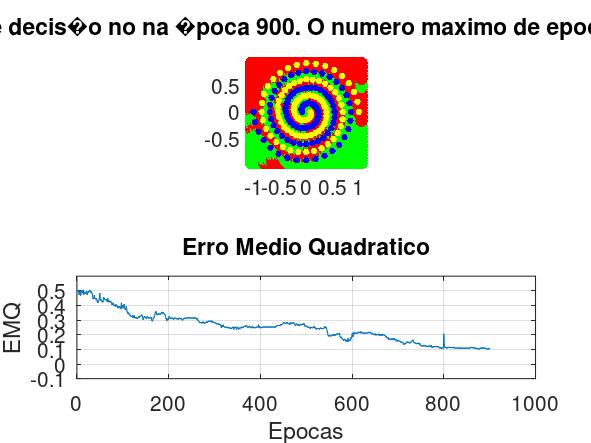 decis�o no na �poca 900. O numero maximo de
0.5
0
-0.5
-1 -0.5 0 0.5 1
Erro Medio Quadratico
0.5
0.4
0.3
0.2
0.1
0
-0.1
EMQ
0 200 400 600 800 1000
Epocas